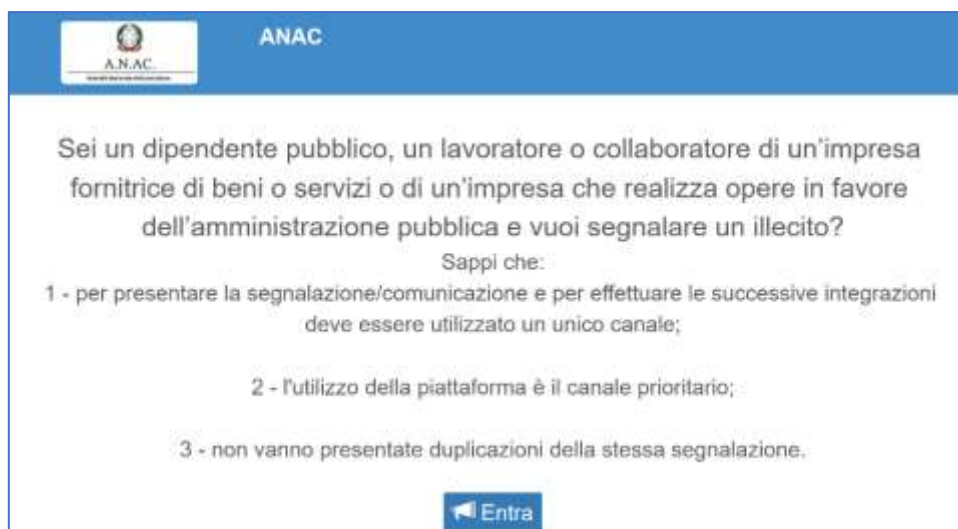 A.N.AC.
ANAC
Sei un dipendente pubblico, un lavoratore o collaboratore di un'impresa
fornitrice di beni o servizi o di un'impresa che realizza opere in favore
dell'amministrazione pubblica e vuoi segnalare un illecito?
Sappi che:
1 - per presentare la segnalazione/comunicazione e per effettuare le successive integrazioni
deve essere utilizzato un unico canale;
2 - l'utilizzo della piattaforma è il canale prioritario;
3 - non vanno presentate duplicazioni della stessa segnalazione.
Entra